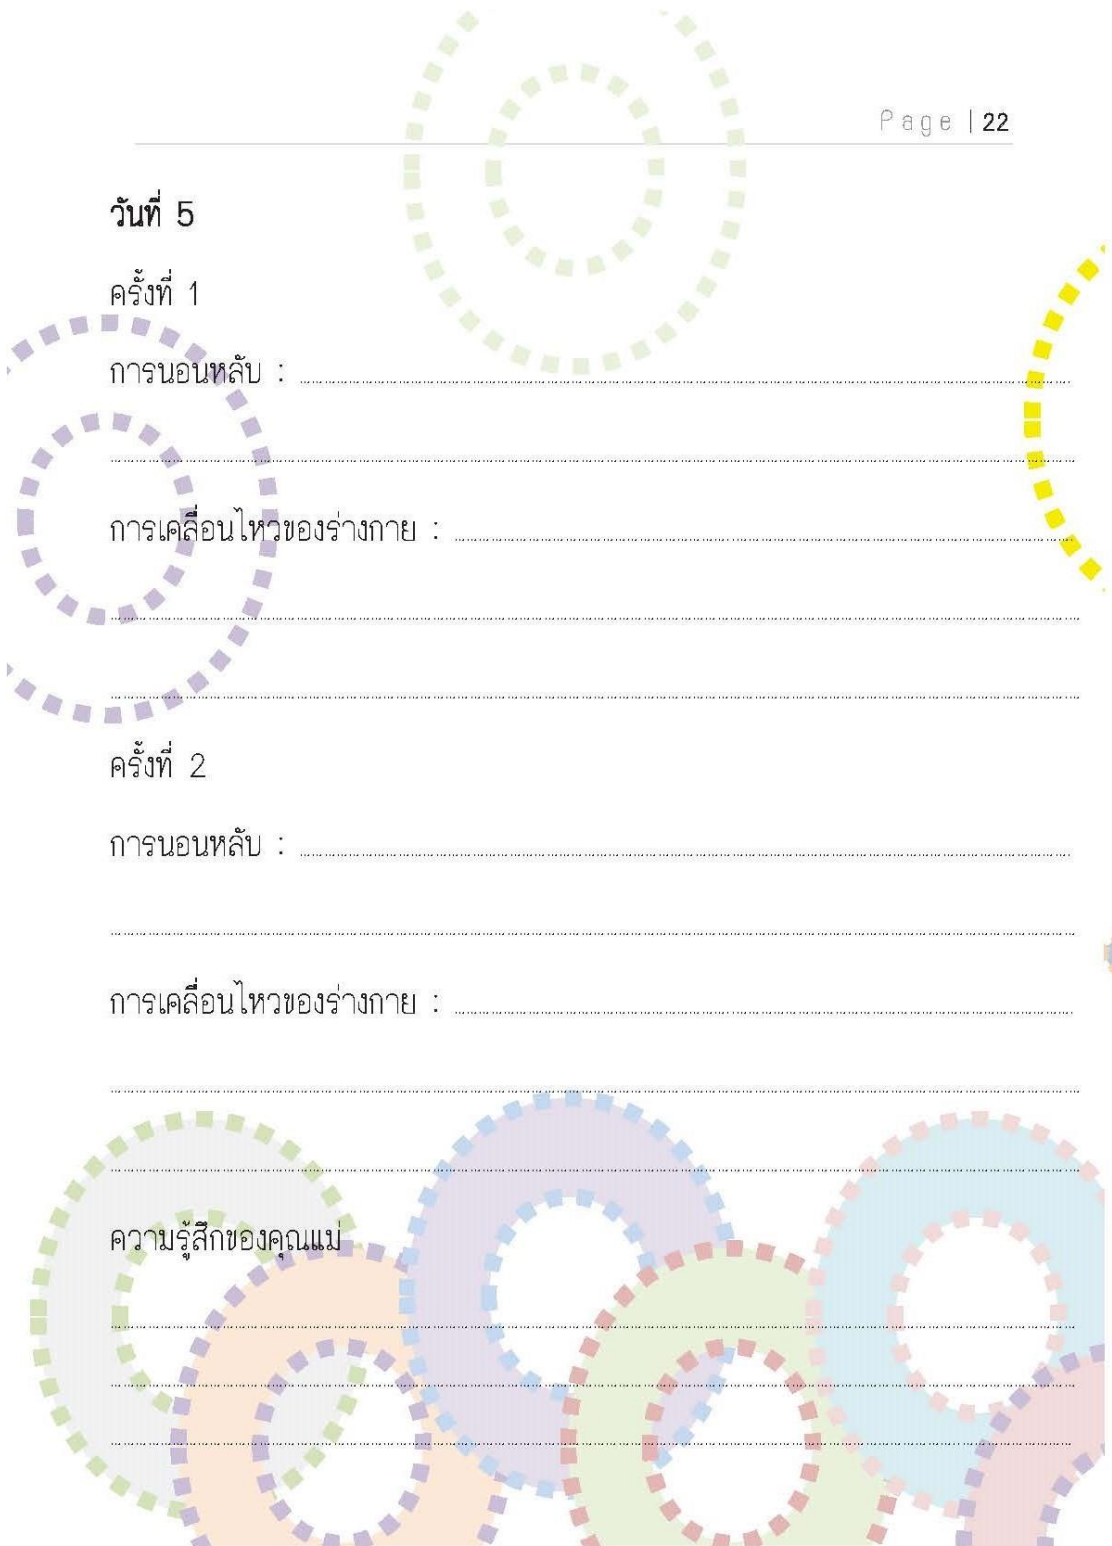 Page | 22
วันที่ 5
ครั้งที่ 1
การนอนหลับ :
การเคลื่อนไหวของร่างกาย :
ครั้งที่ 2
การนอนหลับ :
การเคลื่อนไหวของร่างกาย :
ความรู้สึกของคุณแม่